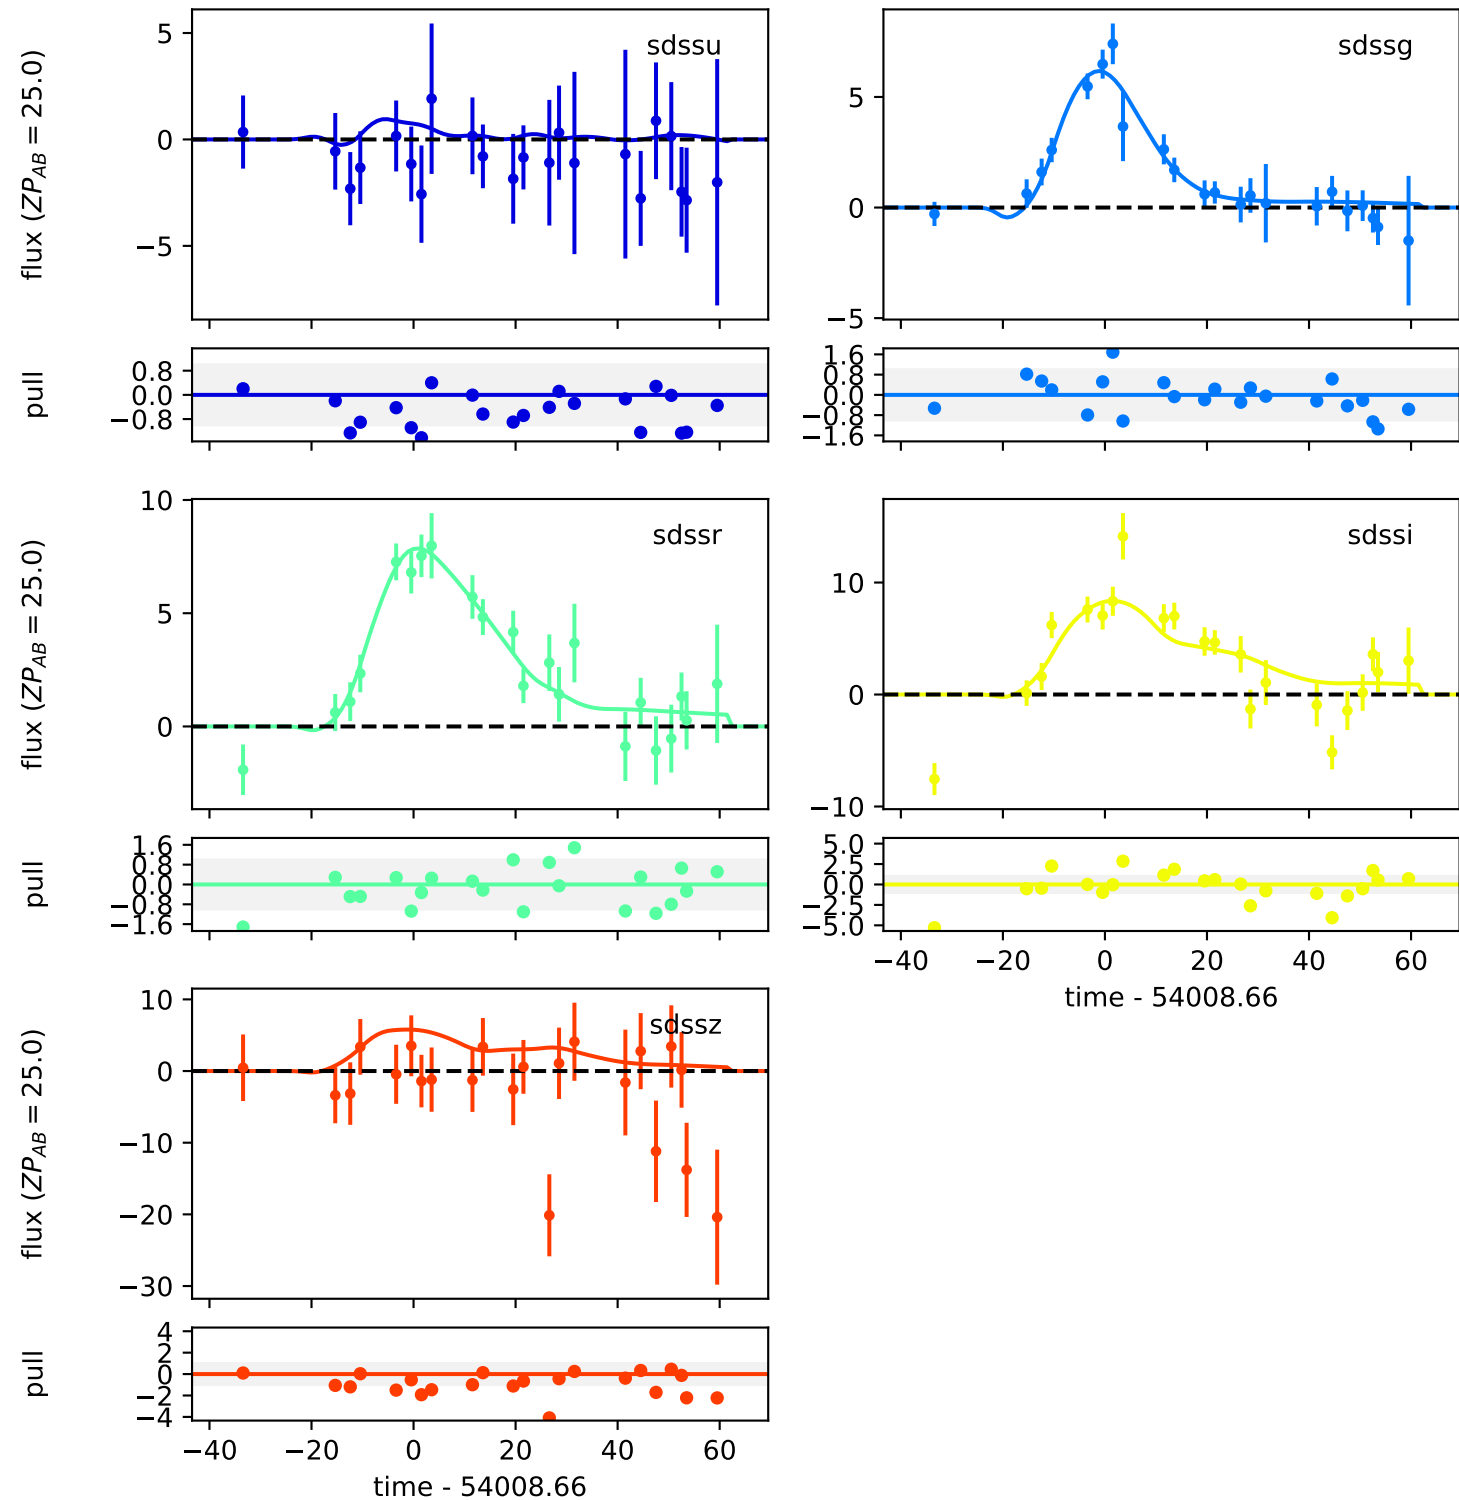 flux (ZP_AB = 25.0)
5
0
−5
sdssu
pull
0.8
0.0
−0.8
5
0
−5
sdssg
1.6
0.8
0.0
−0.8
−1.6
flux (ZP_AB = 25.0)
10
5
0
sdssr
pull
1.6
0.8
0.0
−0.8
−1.6
10
0
−10
sdssi
5.0
2.5
0.0
−2.5
−5.0
−40 −20 0 20 40 60
time - 54008.66
flux (ZP_AB = 25.0)
10
0
−10
−20
−30
sdssz
pull
4
2
0
−2
−4
−40 −20 0 20 40 60
time - 54008.66